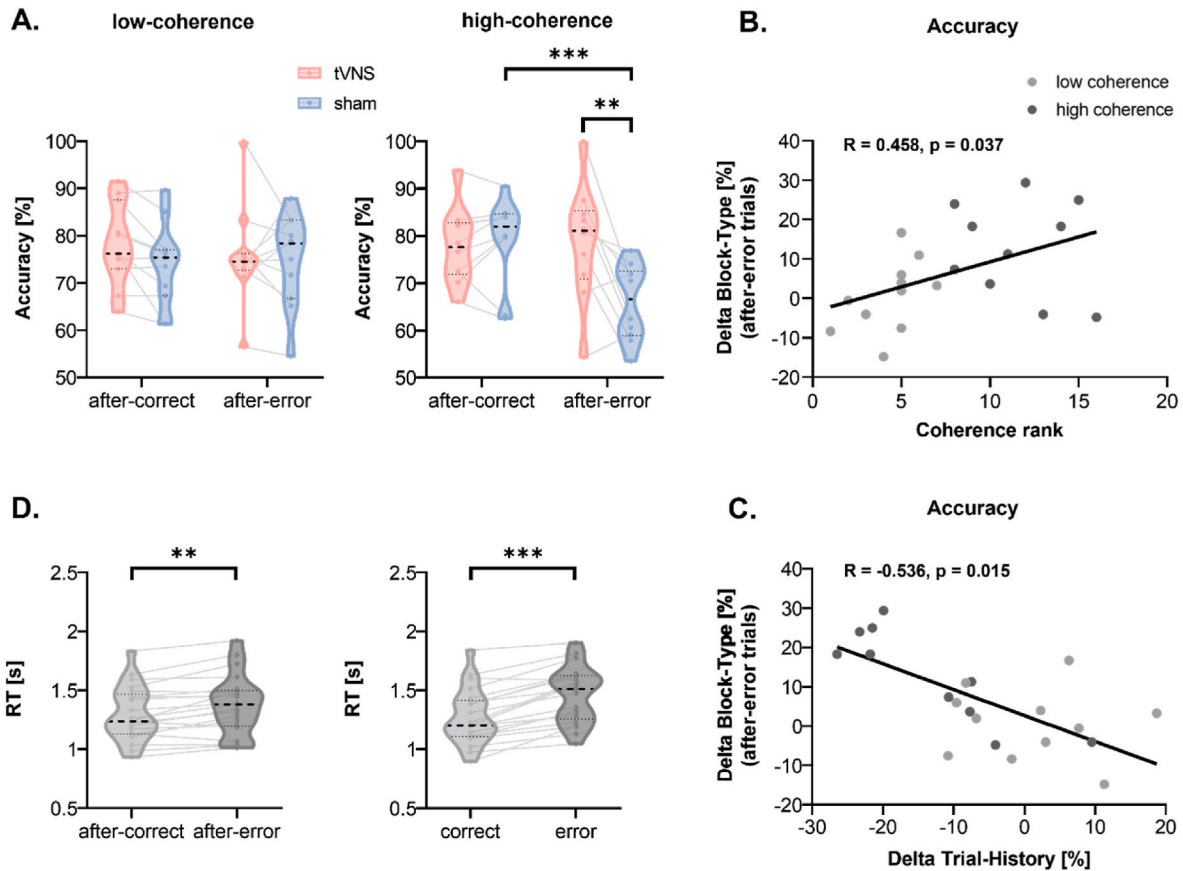 A.
low-coherence
high-coherence
tVNS
sham
***
**
Accuracy [%]
100
90
80
70
60
50
after-correct
after-error
Accuracy [%]
100
90
80
70
60
50
after-correct
after-error
B.
Accuracy
low coherence
high coherence
R = 0.458, p = 0.037
Delta Block-Type [%]
(after-error trials)
40
30
20
10
0
-10
-20
0
5
10
15
20
Coherence rank
D.
**
RT [s]
2.5
2
1.5
1
0.5
after-correct
after-error
***
RT [s]
2.5
2
1.5
1
0.5
correct
error
C.
Accuracy
R = -0.536, p = 0.015
Delta Block-Type [%]
(after-error trials)
40
30
20
10
0
-10
-20
-30
-20
-10
0
10
20
Delta Trial-History [%]